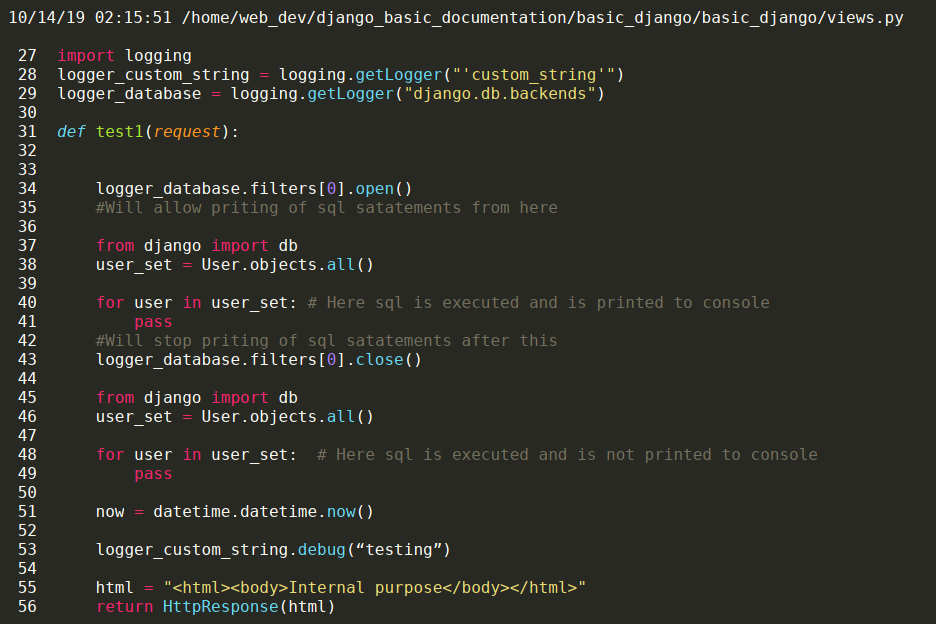 10/14/19 02:15:51 /home/web_dev/django_basic_documentation/basic_django/basic_django/views.py
27 import logging
28 logger_custom_string = logging.getLogger("'custom_string'")
29 logger_database = logging.getLogger("django.db.backends")
30
31 def test1(request):
32
33
34     logger_database.filters[0].open()
35     #Will allow priting of sql satatements from here
36
37     from django import db
38     user_set = User.objects.all()
39
40     for user in user_set: # Here sql is executed and is printed to console
41         pass
42     #Will stop priting of sql satatements after this
43     logger_database.filters[0].close()
44
45     from django import db
46     user_set = User.objects.all()
47
48     for user in user_set:  # Here sql is executed and is not printed to console
49         pass
50
51     now = datetime.datetime.now()
52
53     logger_custom_string.debug(“testing”)
54
55     html = "<html><body>Internal purpose</body></html>"
56     return HttpResponse(html)